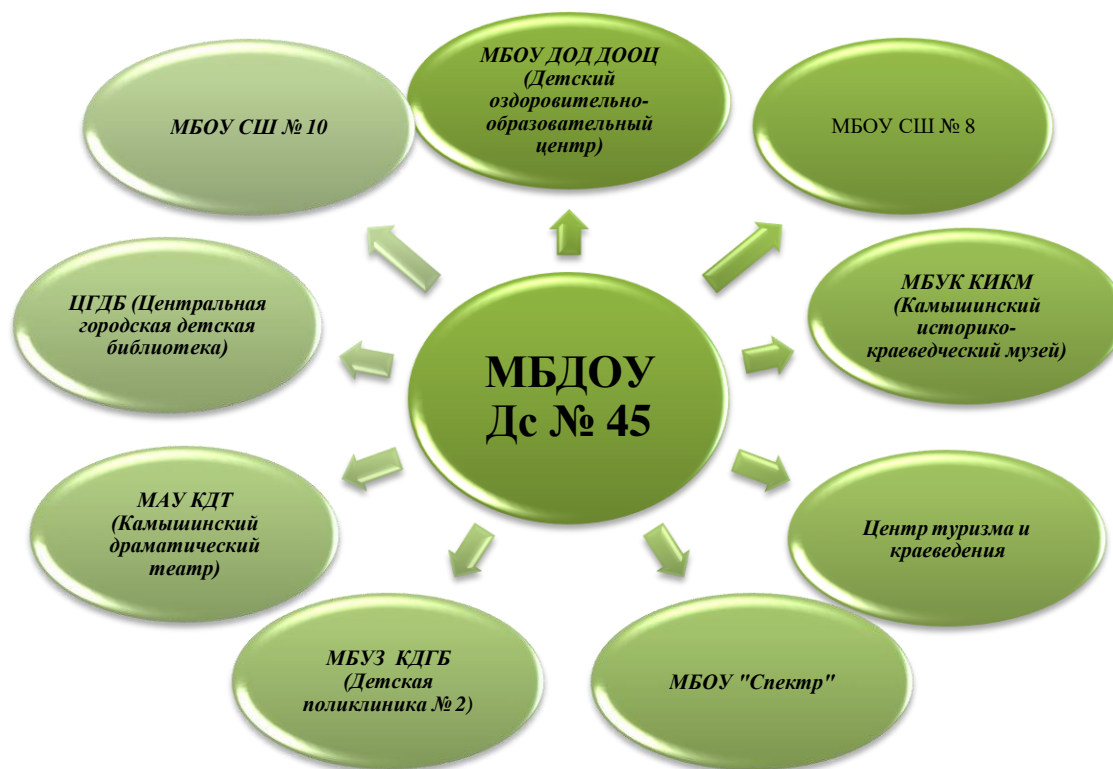 МБОУ ДОД ДООЦ
(Детский
оздоровительно-
образовательный
центр)
МБОУ СШ № 8
МБУК КИКМ
(Камышинский
историко-
краеведческий музей)
Центр туризма и
краеведения
МБОУ "Спектр"
МБУЗ КДГБ
(Детская
поликлиника № 2)
МАУ КДТ
(Камышинский
драматический
театр)
ЦГДБ (Центральная
городская детская
библиотека)
МБОУ СШ № 10
МБДОУ
Дс № 45